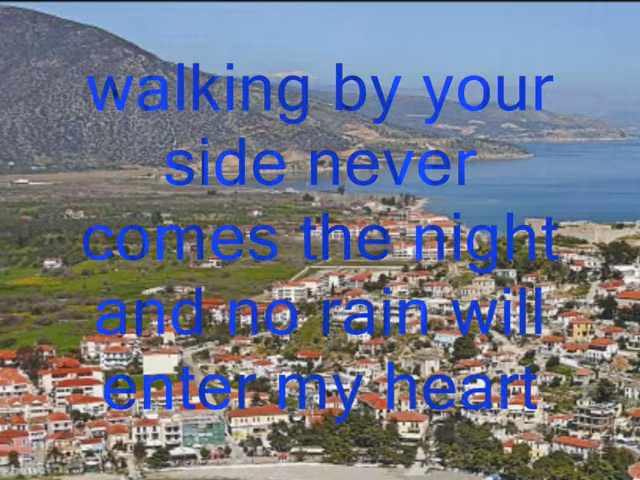 walking by your
side never
comes the night
and no rain will
enter my heart